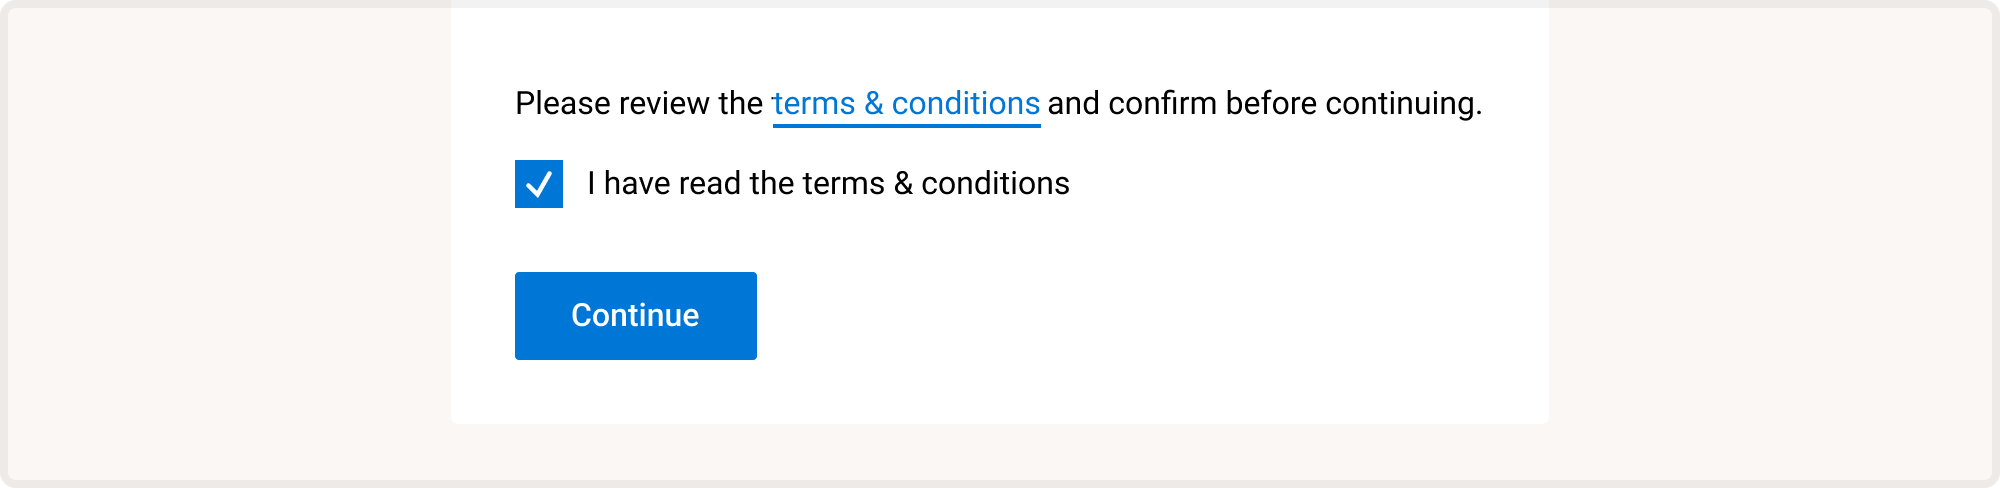 Please review the terms & conditions and confirm before continuing.
I have read the terms & conditions
Continue